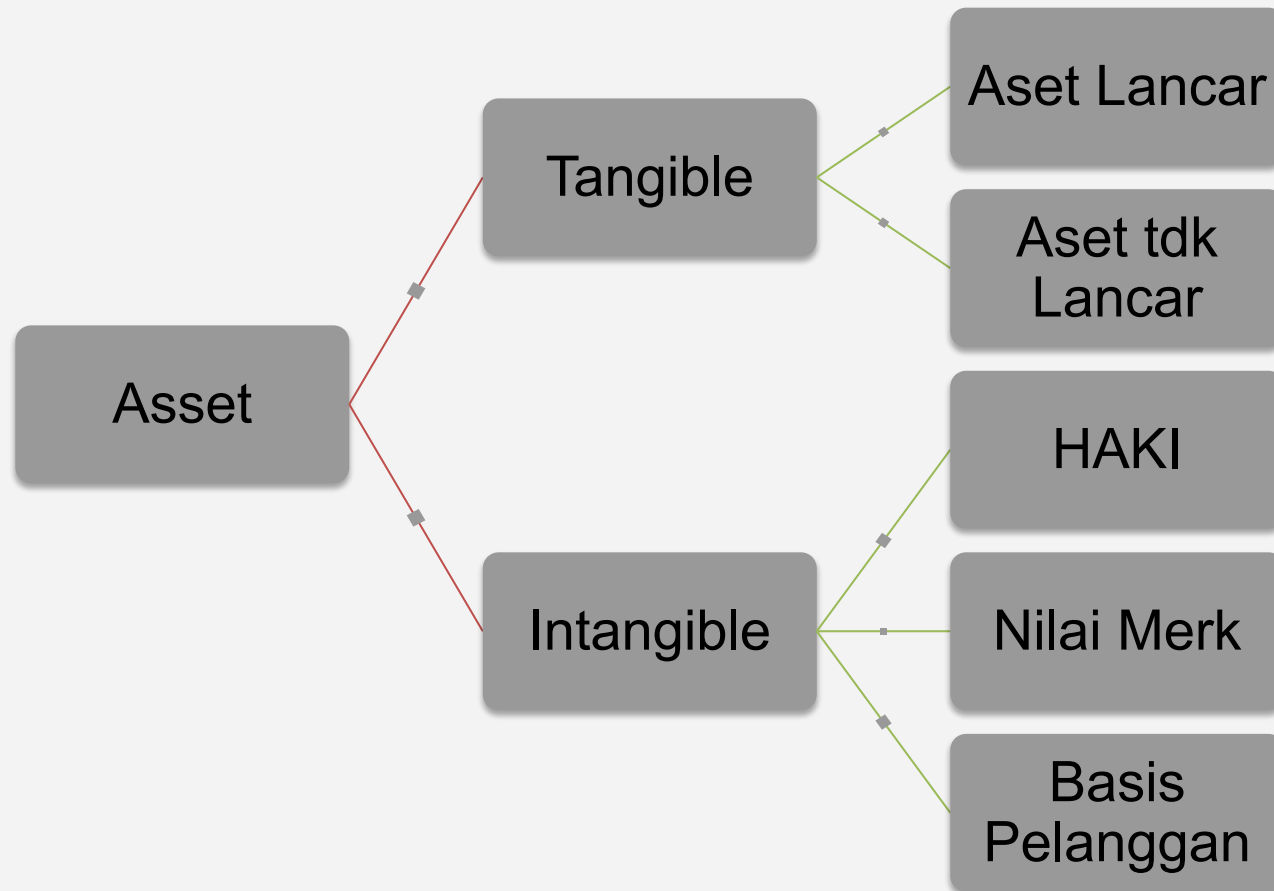 Asset
Tangible
Aset Lancar
Aset tdk
Lancar
Intangible
HAKI
Nilai Merk
Basis
Pelanggan